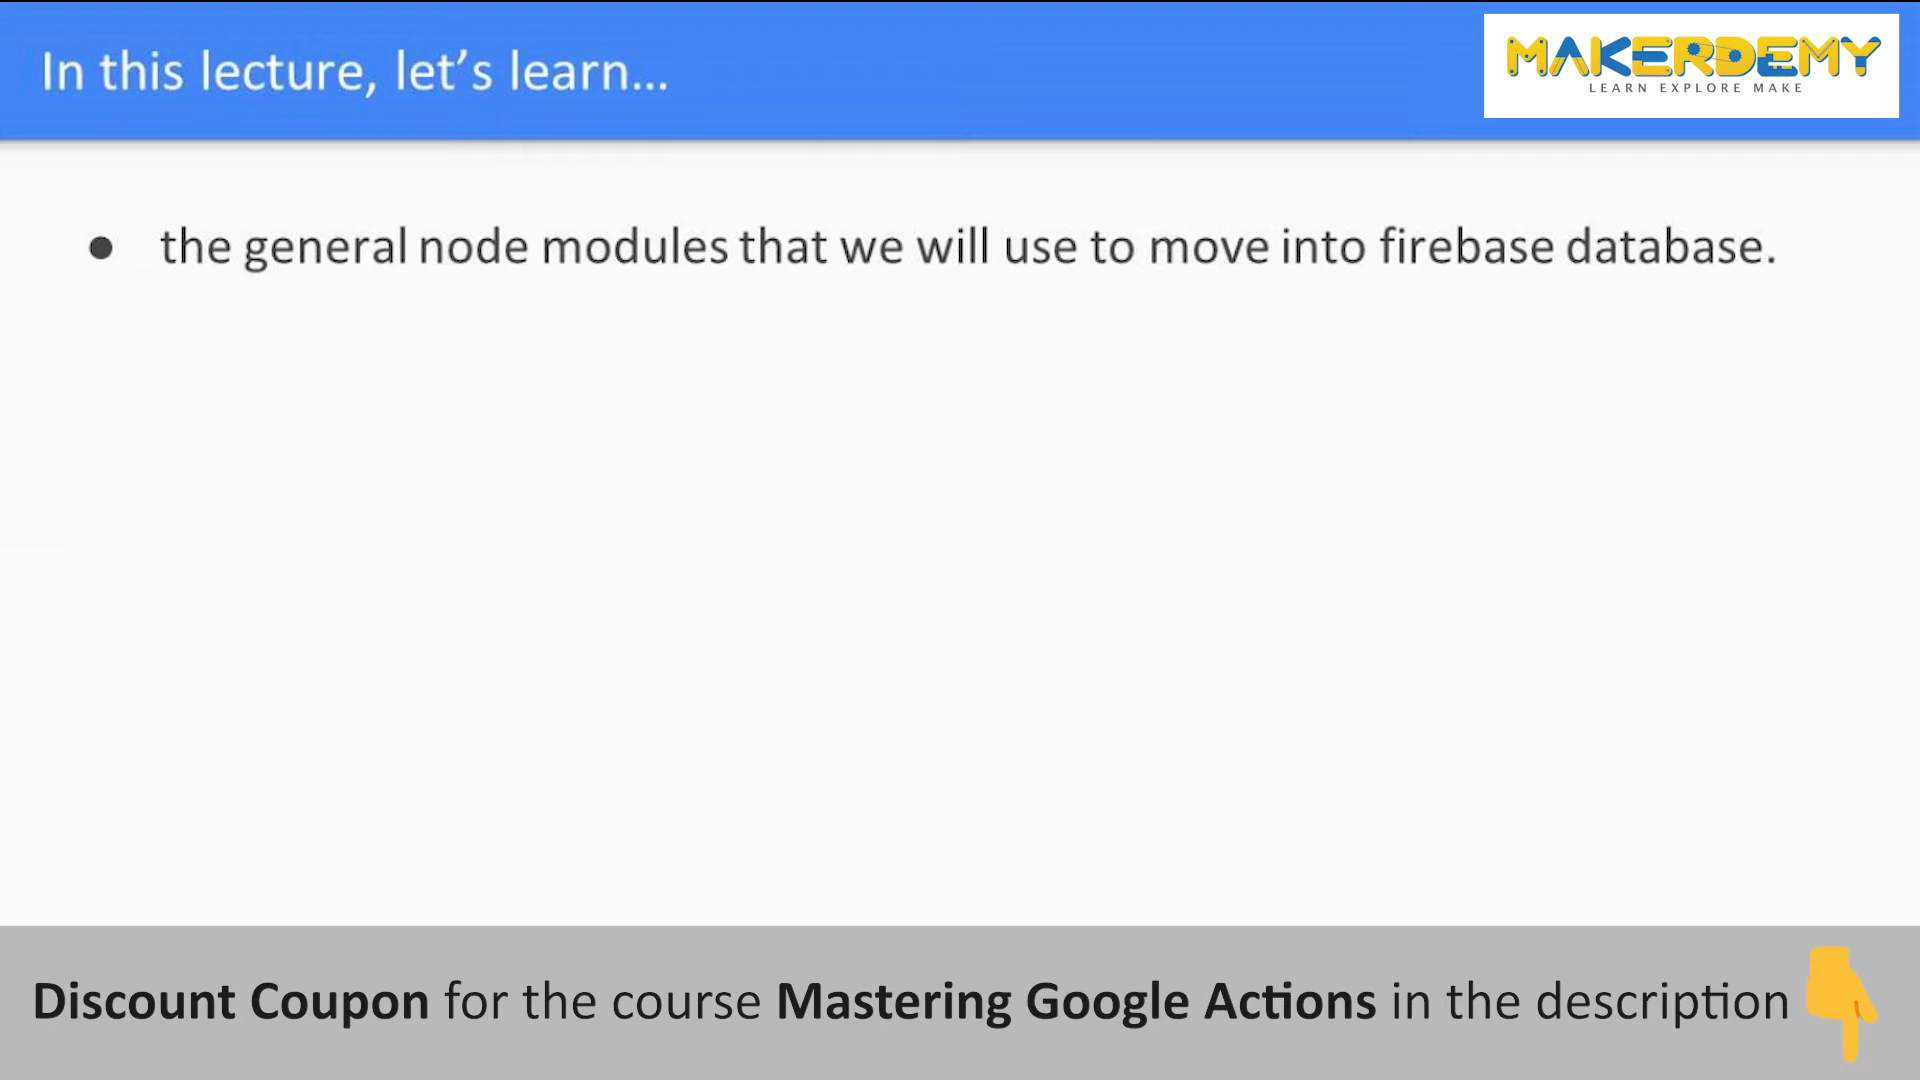 In this lecture, let’s learn...
MAKERDEMY
LEARN EXPLORE MAKE
● the general node modules that we will use to move into firebase database.
Discount Coupon for the course Mastering Google Actions in the description